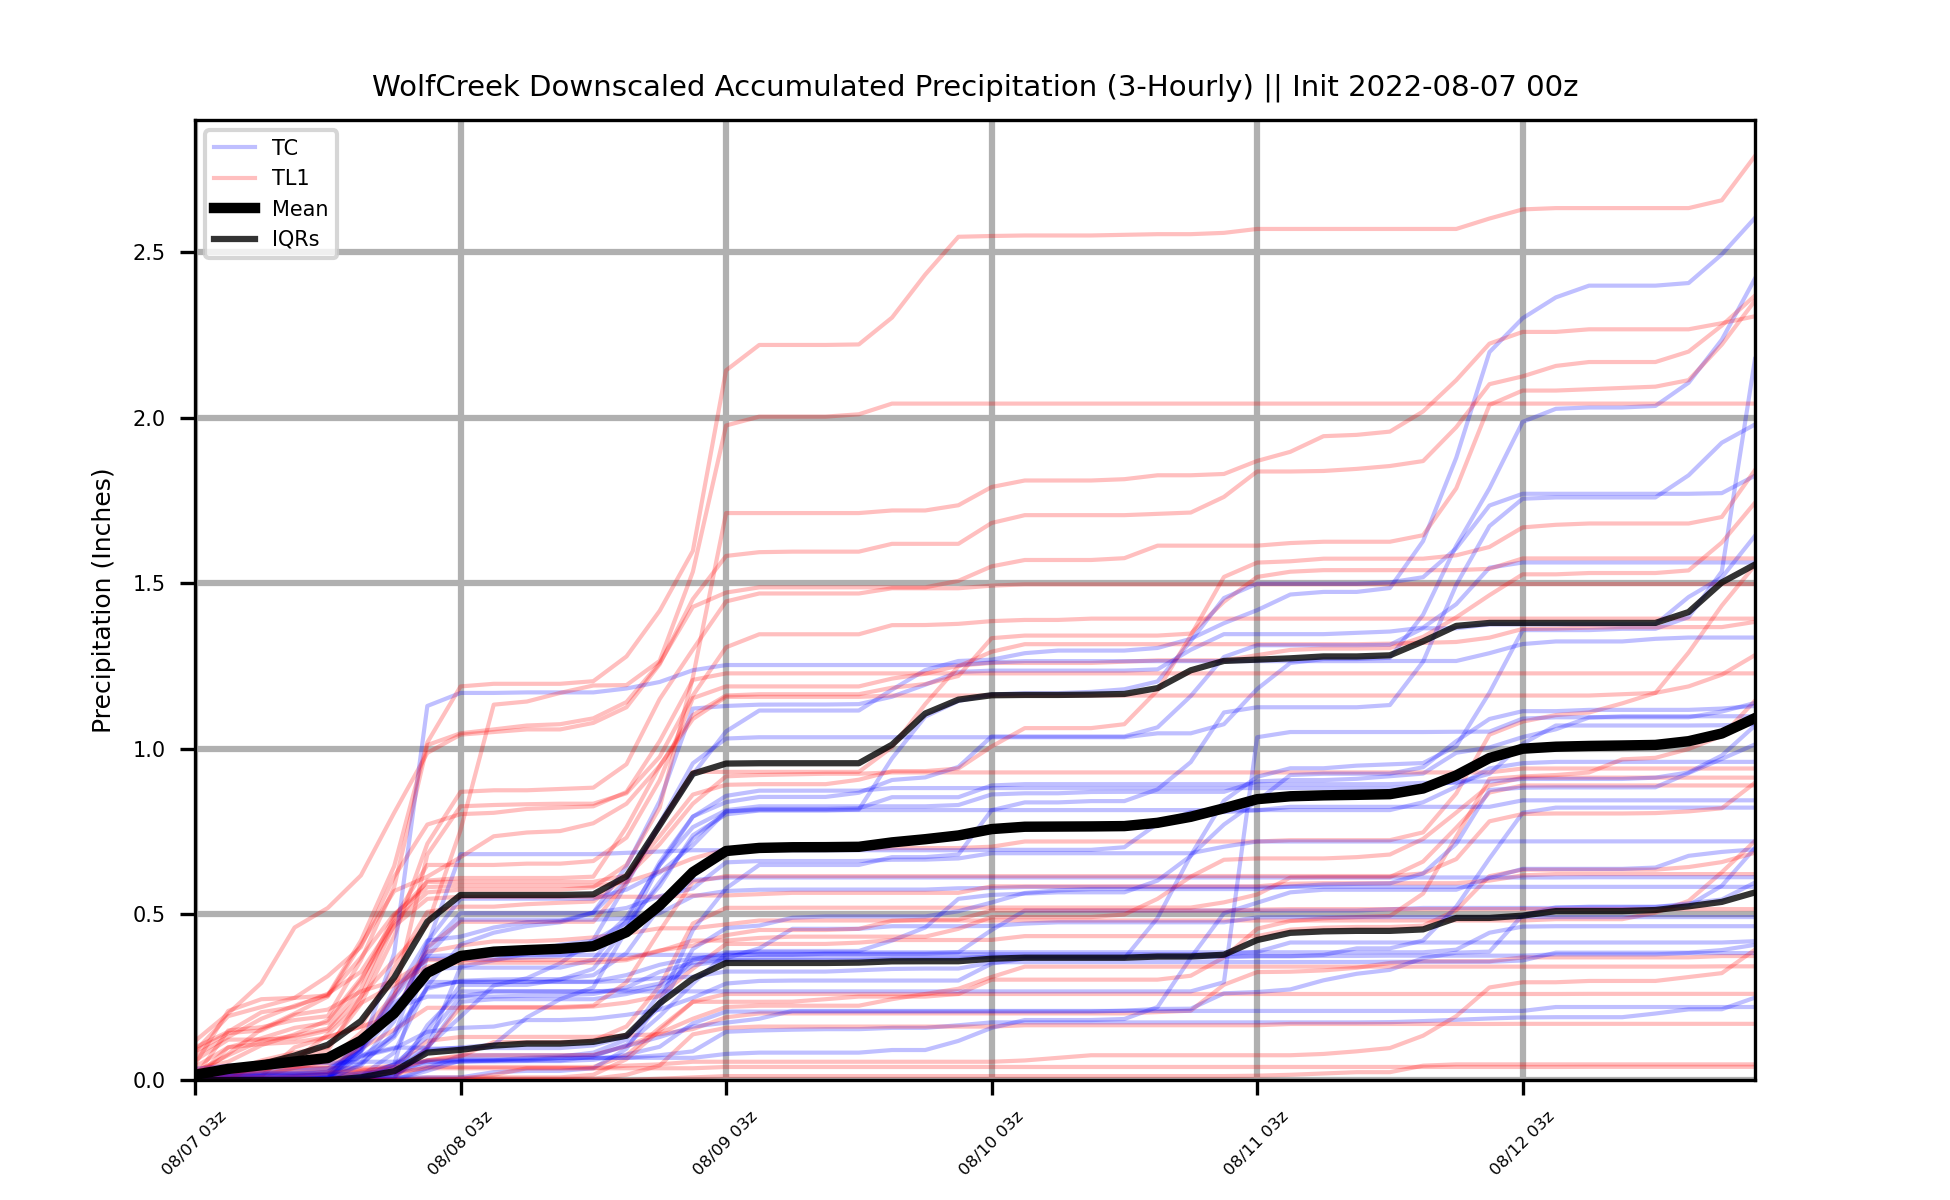 WolfCreek Downscaled Accumulated Precipitation (3-Hourly) || Init 2022-08-07 00z
TC
TL1
Mean
IQRs
Precipitation (Inches)
2.5
2.0
1.5
1.0
0.5
0.0
08/07 03z
08/08 03z
08/09 03z
08/10 03z
08/11 03z
08/12 03z